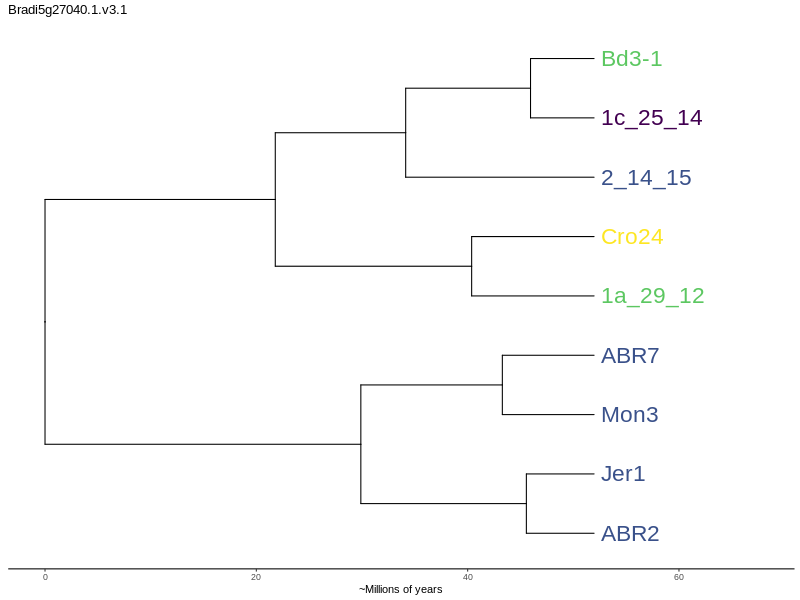 Bradi5g27040.1.v3.1
Bd3-1
1c_25_14
2_14_15
Cro24
1a_29_12
ABR7
Mon3
Jer1
ABR2
0 20 40 60
~Millions of years